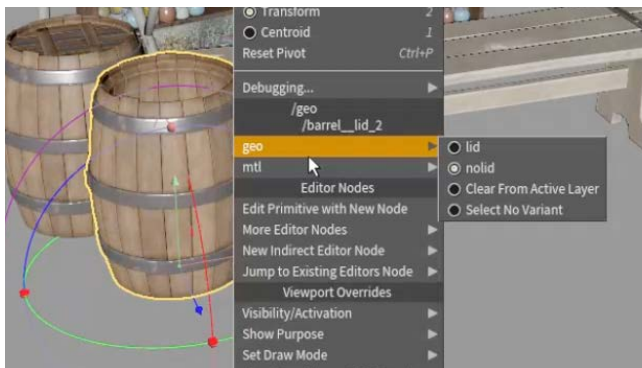 Transform 2
Centroid 1
Reset Pivot Ctrl+P
Debugging...
/geo
/barrel__lid_2
geo
lid
mtl
nolid
Editor Nodes
Clear From Active Layer
Edit Primitive with New Node
Select No Variant
More Editor Nodes
New Indirect Editor Node
Jump to Existing Editors Node
Viewport Overrides
Visibility/Activation
Show Purpose
Set Draw Mode